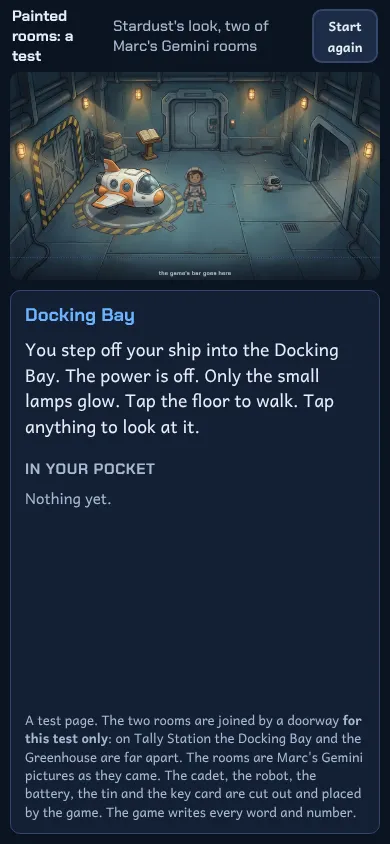 Painted
rooms: a
test
Stardust's look, two of
Marc's Gemini rooms
Start
again
the game's bar goes here
Docking Bay
You step off your ship into the Docking
Bay. The power is off. Only the small
lamps glow. Tap the floor to walk. Tap
anything to look at it.
IN YOUR POCKET
Nothing yet.
A test page. The two rooms are joined by a doorway for
this test only: on Tally Station the Docking Bay and the
Greenhouse are far apart. The rooms are Marc's Gemini
pictures as they came. The cadet, the robot, the
battery, the tin and the key card are cut out and placed
by the game. The game writes every word and number.